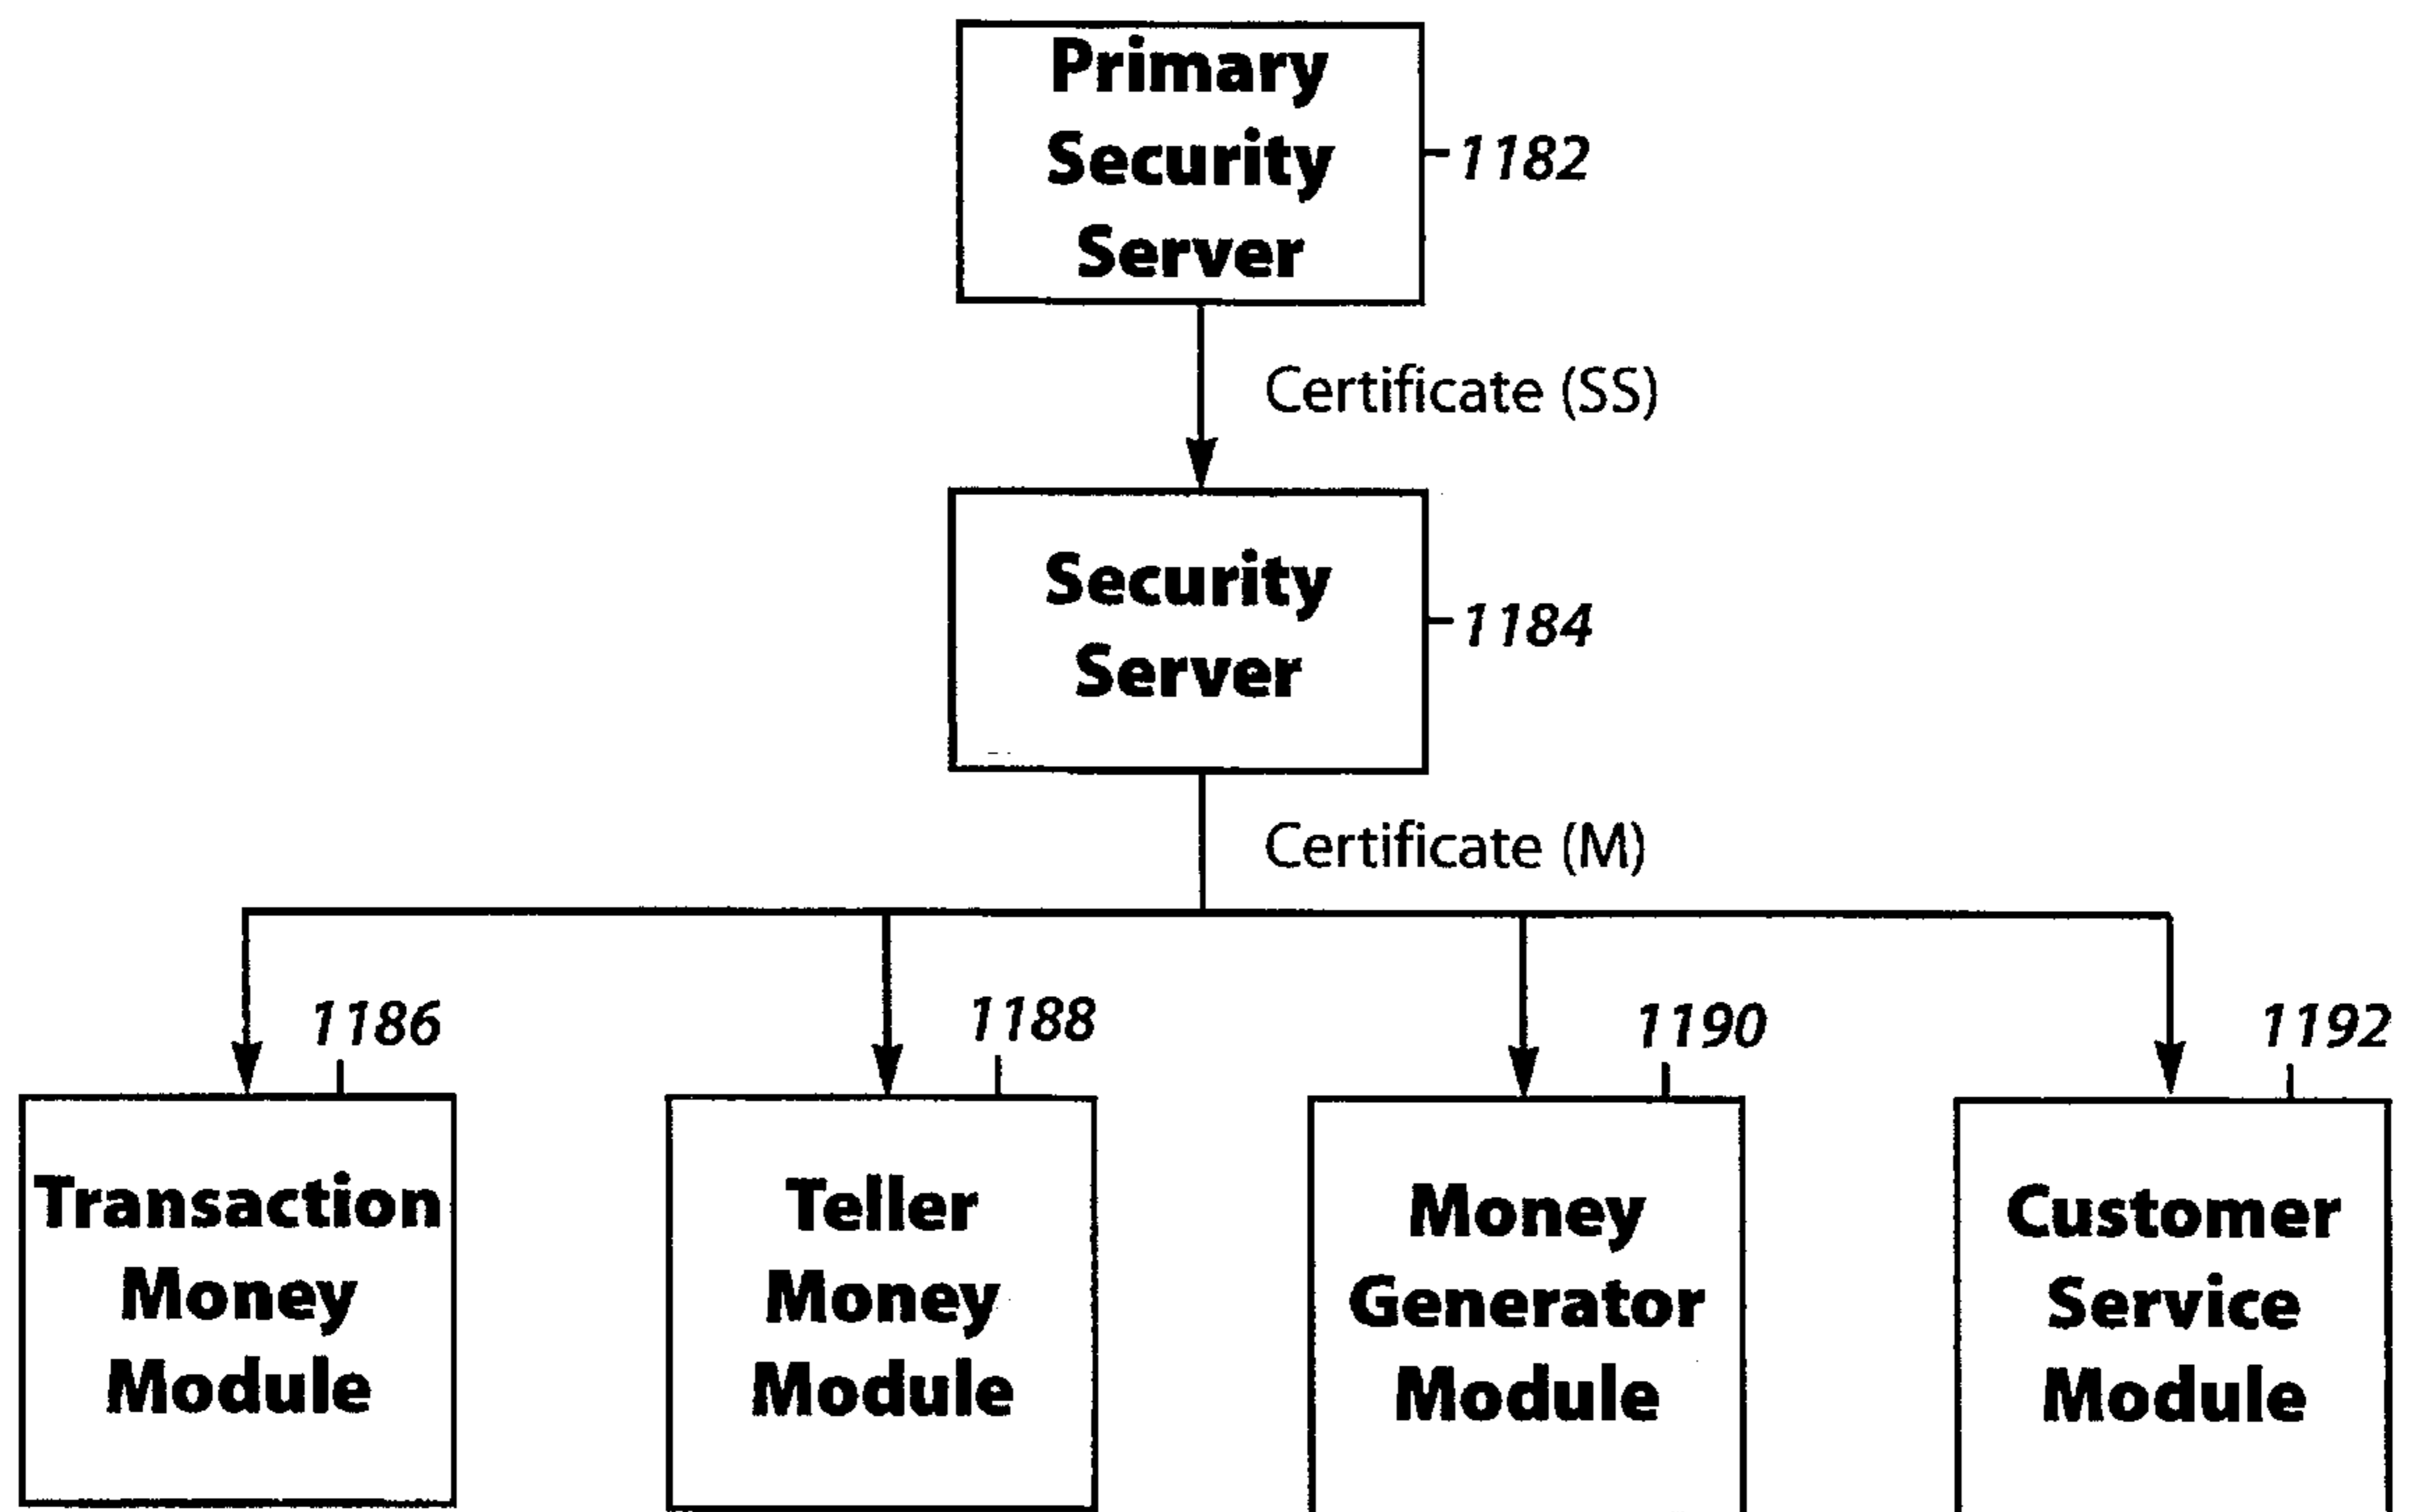 Primary
Security
Server
1182
Certificate (SS)
Security
Server
1184
Certificate (M)
1186
1188
1190
1192
Transaction
Money
Module
Teller
Money
Module
Money
Generator
Module
Customer
Service
Module